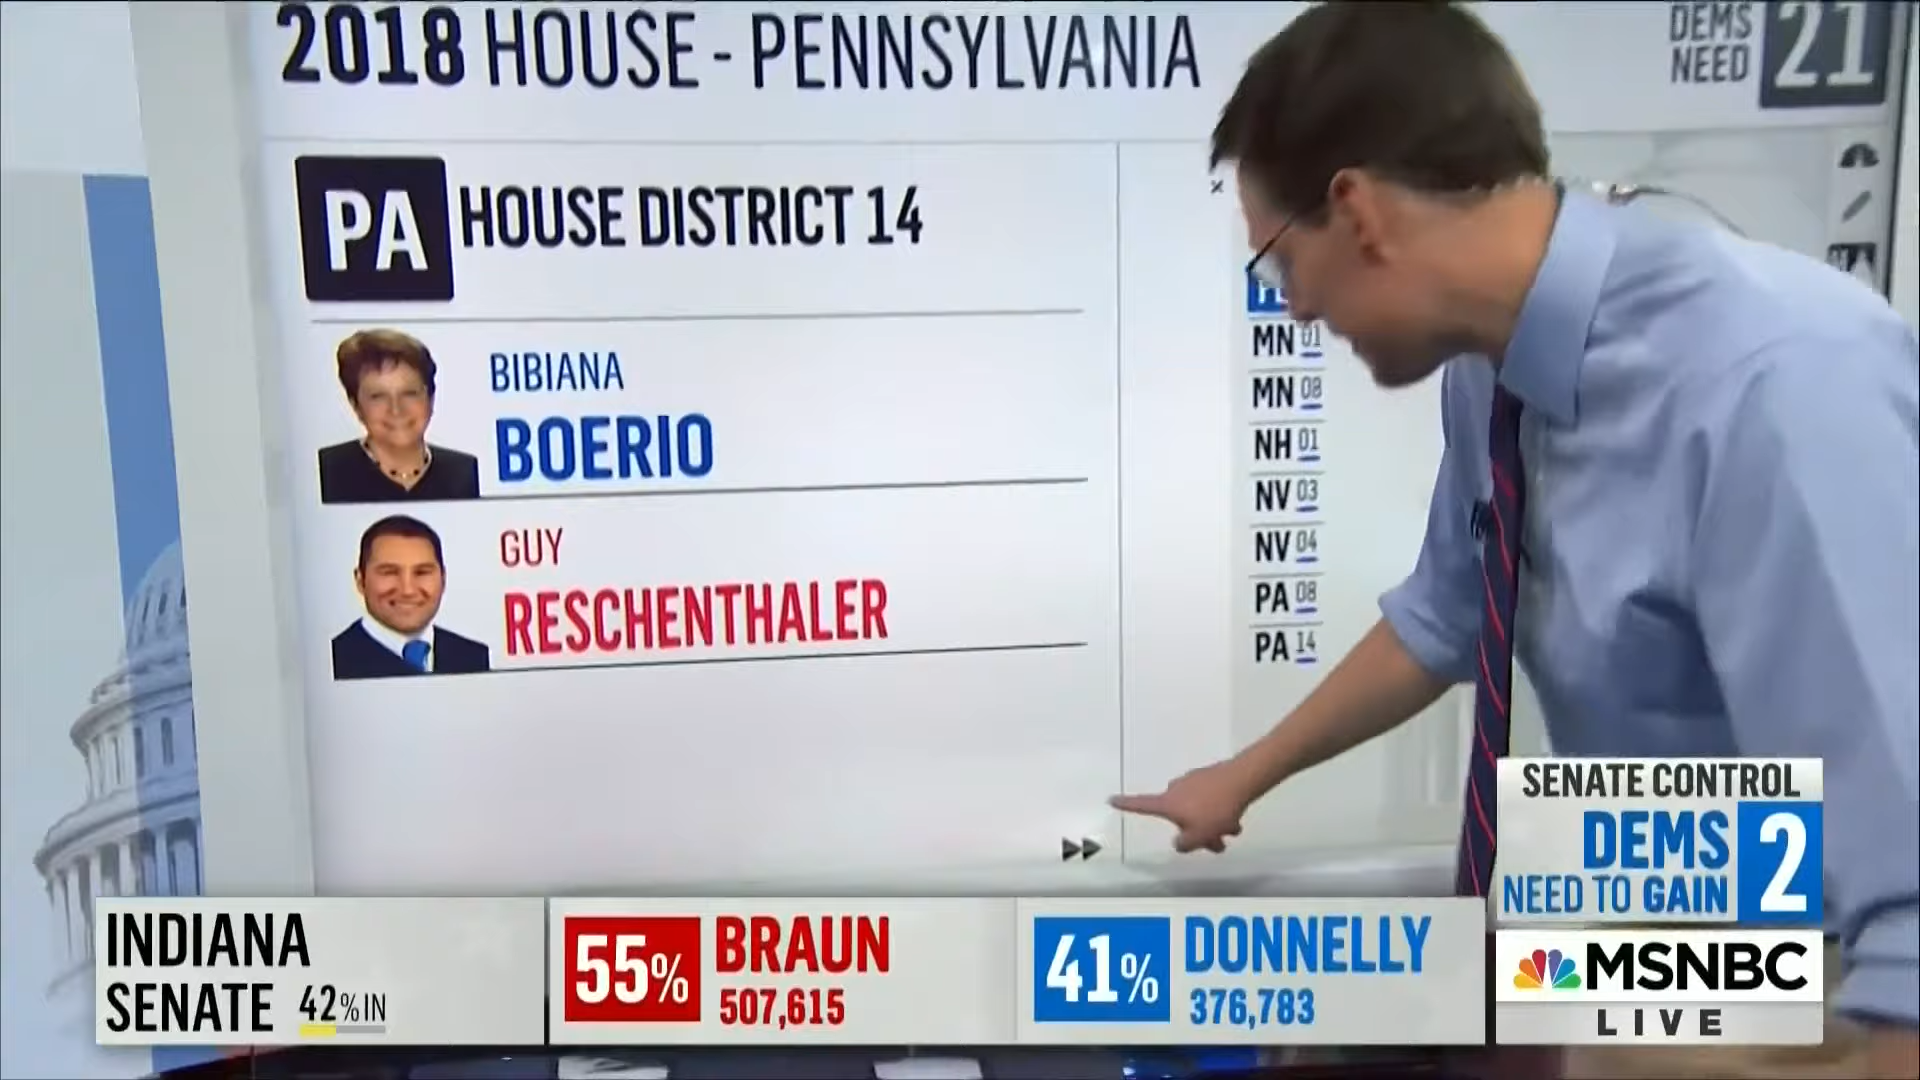 2018 HOUSE - PENNSYLVANIA
DEMS
NEED
21
PA HOUSE DISTRICT 14
BIBIANA
BOERIO
GUY
RESCHENTHALER
MN 01
MN 08
NH 01
NV 03
NV 04
PA 08
PA 14
SENATE CONTROL
DEMS
NEED TO GAIN
2
INDIANA
SENATE 42% IN
55% BRAUN
507,615
41% DONNELLY
376,783
MSNBC
LIVE